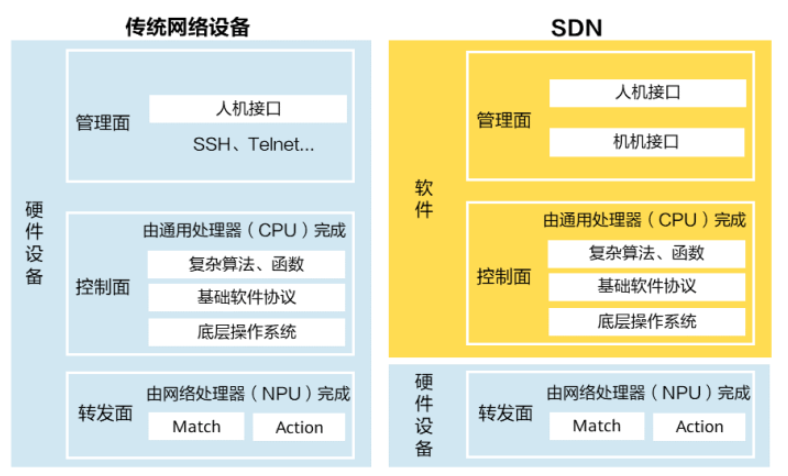 传统网络设备
硬件设备
管理面
人机接口
SSH、Telnet...
控制面
由通用处理器（CPU）完成
复杂算法、函数
基础软件协议
底层操作系统
转发面
由网络处理器（NPU）完成
Match
Action
SDN
软件
管理面
人机接口
机机接口
控制面
由通用处理器（CPU）完成
复杂算法、函数
基础软件协议
底层操作系统
硬件设备
转发面
由网络处理器（NPU）完成
Match
Action